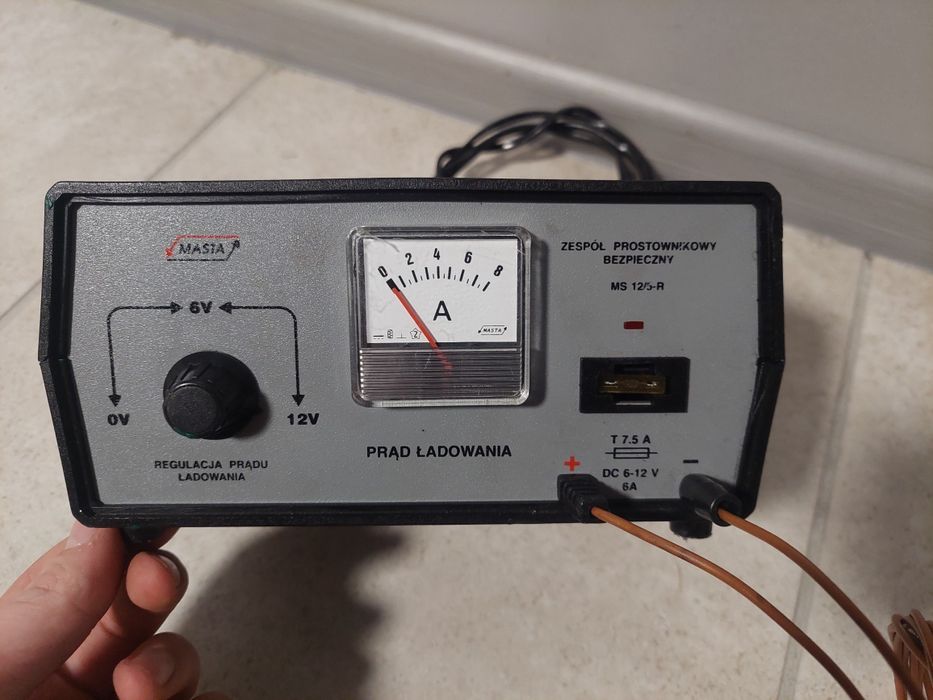 MASTA
6V
0V
12V
REGULACJA PRĄDU
ŁADOWANIA
0 2 4 6 8
A
MASTA
PRĄD ŁADOWANIA
ZESPÓŁ PROSTOWNIKOWY
BEZPIECZNY
MS 12/5-R
T 7.5 A
+
DC 6-12 V
−
6A